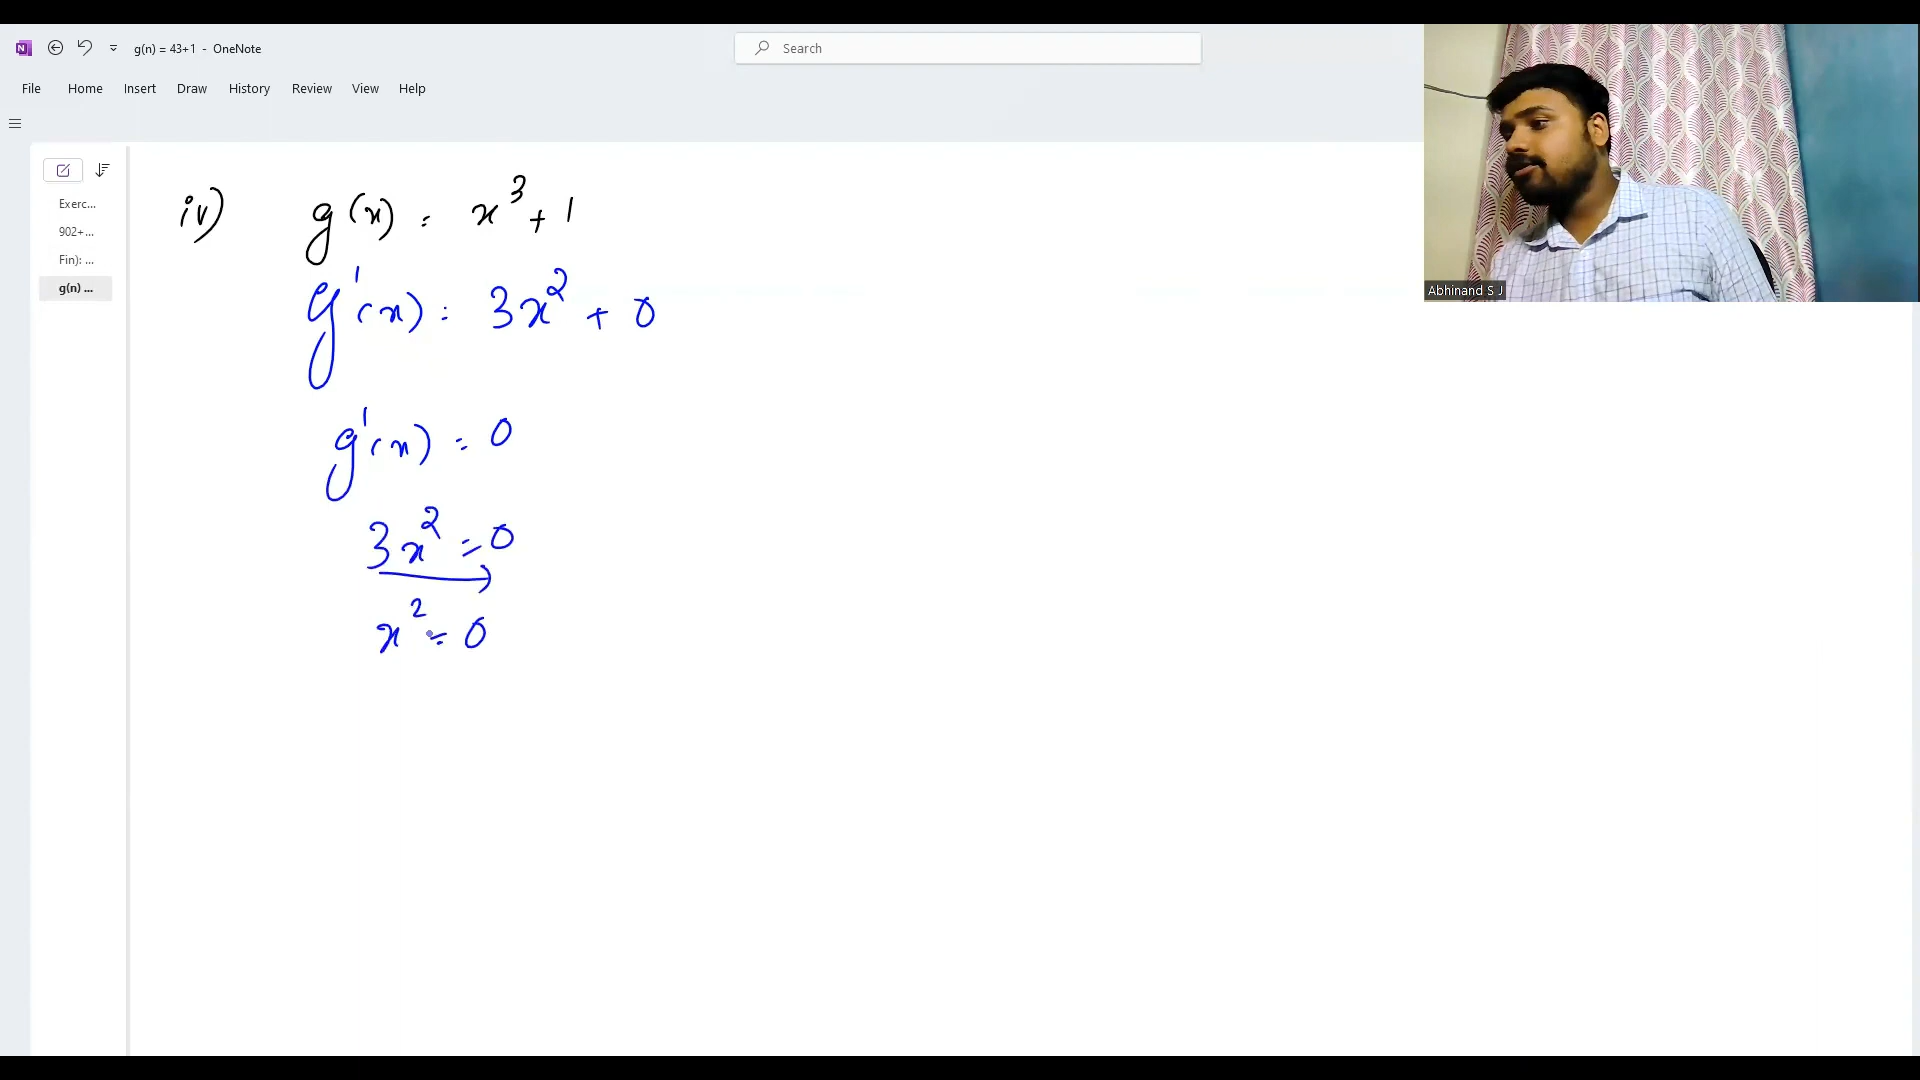 g(n) = 43+1 - OneNote
Search
File Home Insert Draw History Review View Help
Exerc...
902+...
Fin): ...
g(n) ...
iv) g(x) = x³ + 1
g'(x) = 3x² + 0
g'(x) = 0
3x² = 0
x² = 0
Abhinand S J